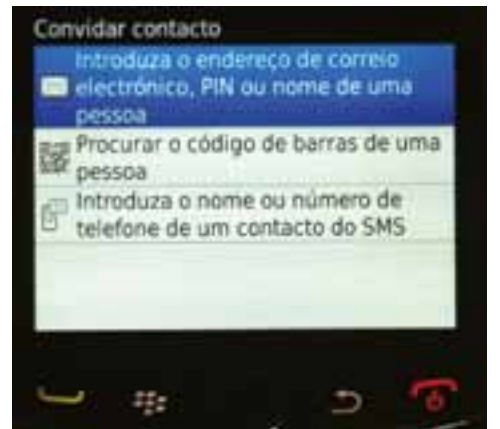 Convidar contacto
Introduza o endereço de correio
electrónico, PIN ou nome de uma
pessoa
Procurar o código de barras de uma
pessoa
Introduza o nome ou número de
telefone de um contacto do SMS